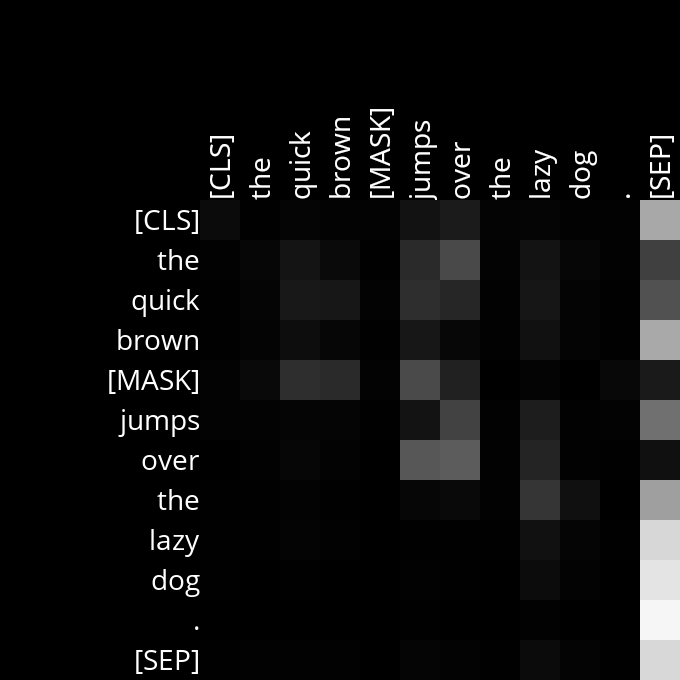 [CLS] the quick brown [MASK] jumps over the lazy dog . [SEP]
[CLS]
the
quick
brown
[MASK]
jumps
over
the
lazy
dog
.
[SEP]